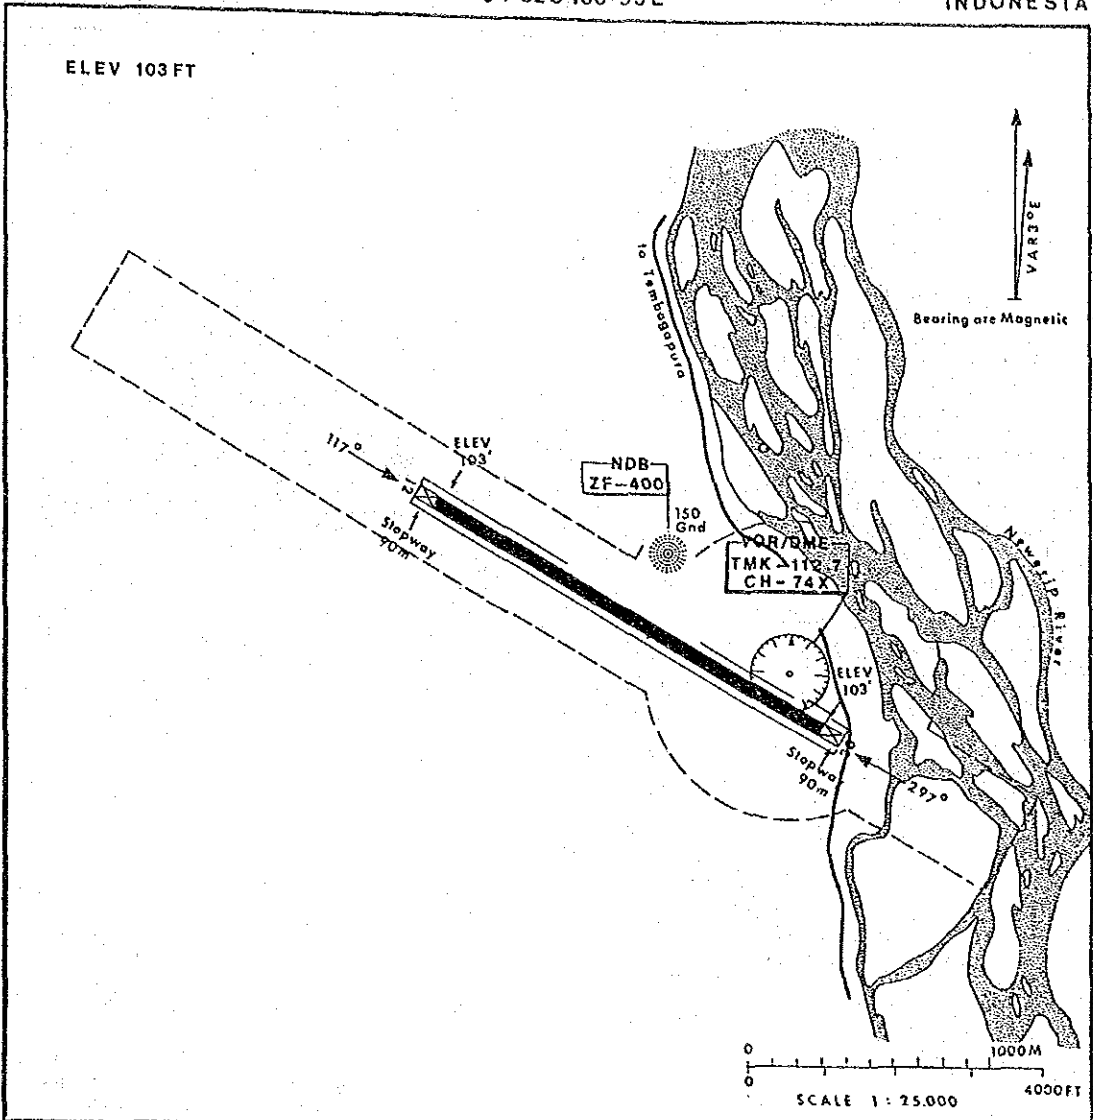 INDONESIA
ELEV 103 FT
VAR 3° E
Bearing are Magnetic
to Tembagapura
117°
ELEV
103'
12
Stopway
90m
NDB
ZF-400
150
Gnd
VOR/DME
TMK-112.7
CH-74X
ELEV
103'
Stopway
90m
297°
River
0
1000M
0
4000FT
SCALE 1 : 25.000